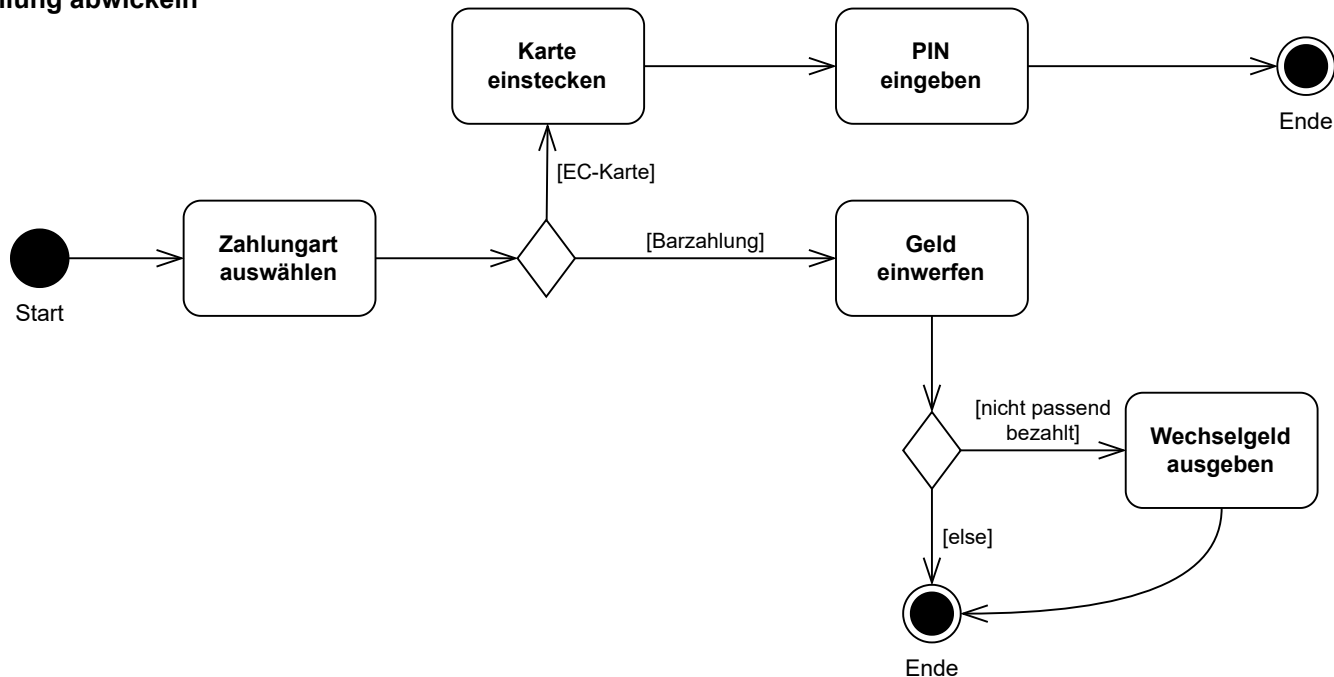 abwickeln
Karte
einstecken
PIN
eingeben
Ende
[EC-Karte]
Zahlungart
auswählen
[Barzahlung]
Geld
einwerfen
Start
[nicht passend
bezahlt]
Wechselgeld
ausgeben
[else]
Ende